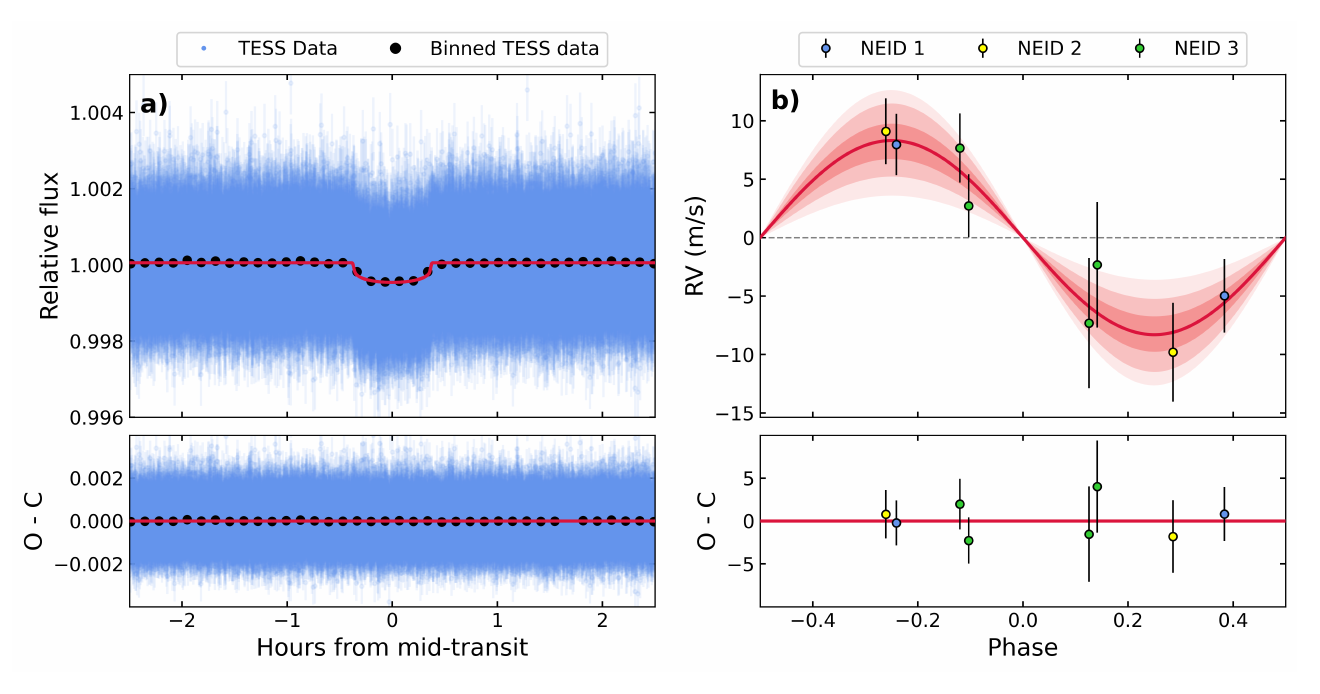 TESS Data Binned TESS data
a)
Relative flux
1.004
1.002
1.000
0.998
0.996
O - C
0.002
0.000
−0.002
−2 −1 0 1 2
Hours from mid-transit
NEID 1 NEID 2 NEID 3
b)
RV (m/s)
10
5
0
−5
−10
−15
O - C
5
0
−5
−0.4 −0.2 0.0 0.2 0.4
Phase